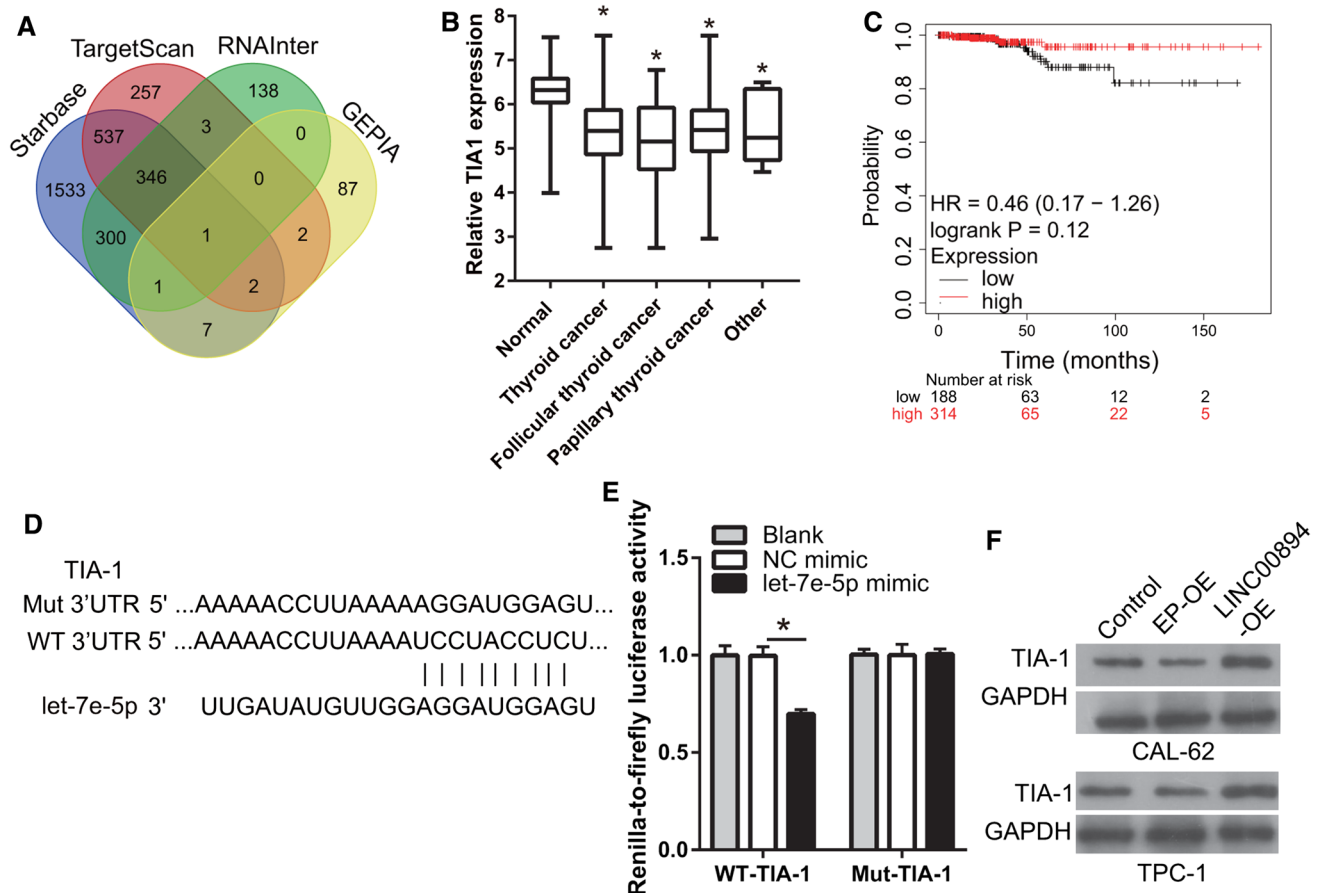 A
TargetScan
RNAInter
Starbase
GEPIA
257
138
537
3
0
1533
346
0
87
300
1
2
1
2
7
B
Relative TIA1 expression
8
7
6
5
4
3
2
*
*
*
*
Normal
Thyroid cancer
Follicular thyroid cancer
Papillary thyroid cancer
Other
C
Probability
1.0
0.8
0.6
0.4
0.2
0.0
HR = 0.46 (0.17 − 1.26)
logrank P = 0.12
Expression
low
high
0
50
100
150
Time (months)
Number at risk
low 188 63 12 2
high 314 65 22 5
D
TIA-1
Mut 3'UTR 5' ...AAAAACCUUAAAAAGGAUGGAGU...
WT 3'UTR 5' ...AAAAACCUUAAAAUCCUACCUCU...
let-7e-5p 3' UUGAUAUGUUGGAGGAUGGAGU
E
Renilla-to-firefly luciferase activity
Blank
NC mimic
let-7e-5p mimic
1.5
1.0
0.5
0.0
*
WT-TIA-1
Mut-TIA-1
F
Control
EP-OE
LINC00894
-OE
TIA-1
GAPDH
CAL-62
TIA-1
GAPDH
TPC-1